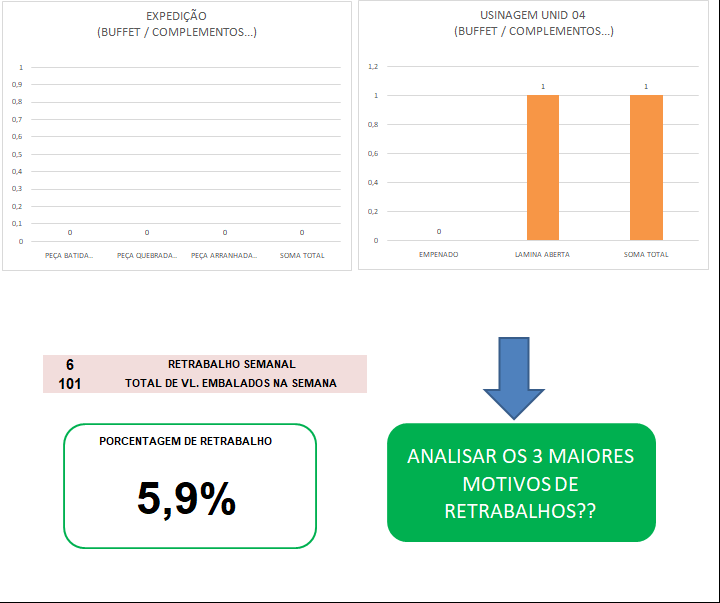 EXPEDIÇÃO
(BUFFET / COMPLEMENTOS...)
1
0,9
0,8
0,7
0,6
0,5
0,4
0,3
0,2
0,1
0
0 0 0 0
PEÇA BATIDA.. PEÇA QUEBRADA.. PEÇA ARRANHADA.. SOMA TOTAL
USINAGEM UNID 04
(BUFFET / COMPLEMENTOS...)
1,2
1
0,8
0,6
0,4
0,2
0
0 1 1
EMPENADO LAMINA ABERTA SOMA TOTAL
6 RETRABALHO SEMANAL
101 TOTAL DE VL. EMBALADOS NA SEMANA
PORCENTAGEM DE RETRABALHO
5,9%
ANALISAR OS 3 MAIORES
MOTIVOS DE
RETRABALHOS??